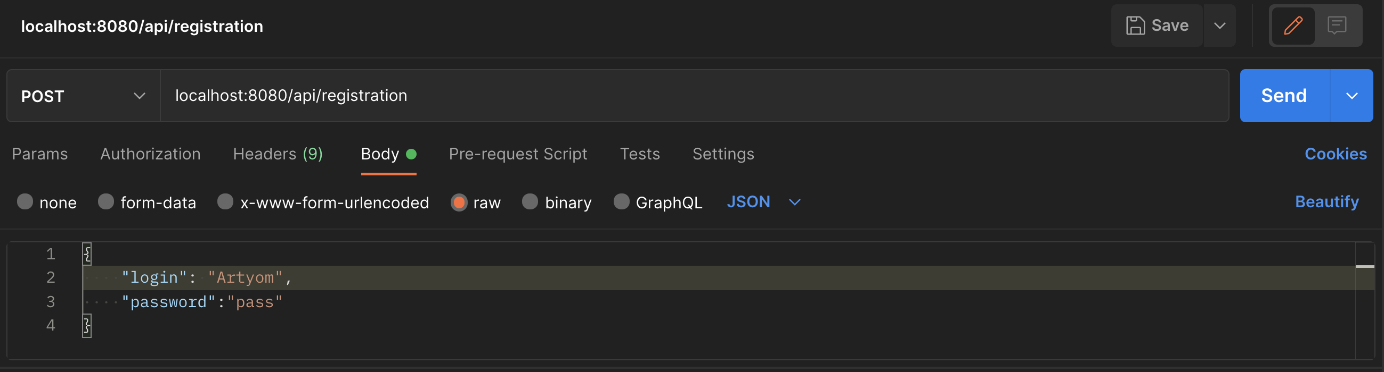 localhost:8080/api/registration
Save
POST
localhost:8080/api/registration
Send
Params Authorization Headers (9) Body Pre-request Script Tests Settings Cookies
none form-data x-www-form-urlencoded raw binary GraphQL JSON Beautify
1 {
2 "login": "Artyom",
3 "password":"pass"
4 }